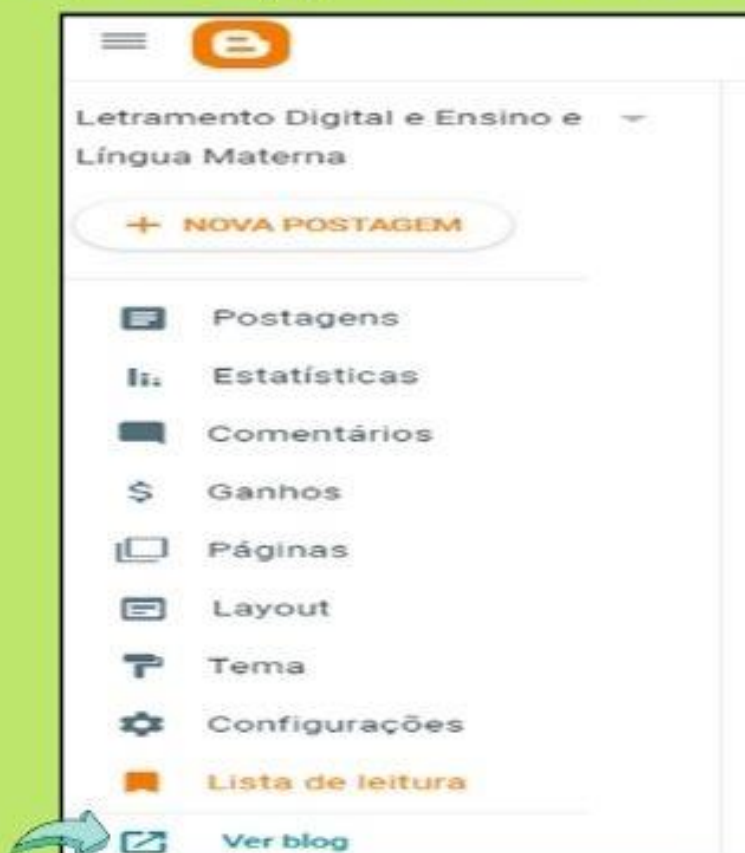 Letramento Digital e Ensino e
Língua Materna
+ NOVA POSTAGEM
Postagens
Estatísticas
Comentários
$ Ganhos
Páginas
Layout
Tema
Configurações
Lista de leitura
Ver blog